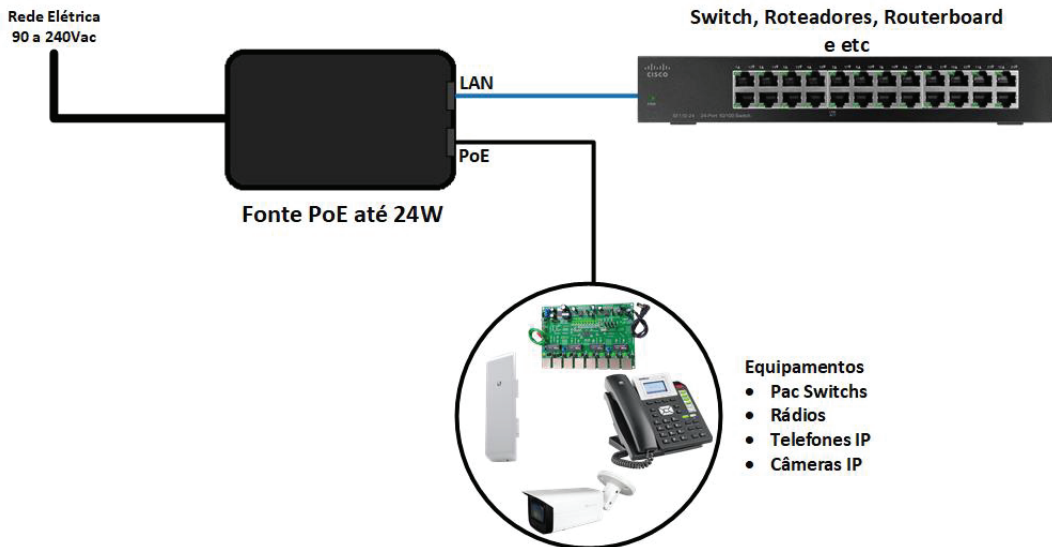 Rede Elétrica
90 a 240Vac
Switch, Roteadores, Routerboard
e etc
LAN
CISCO
PoE
Fonte PoE até 24W
Equipamentos
• Pac Switchs
• Rádios
• Telefones IP
• Câmeras IP